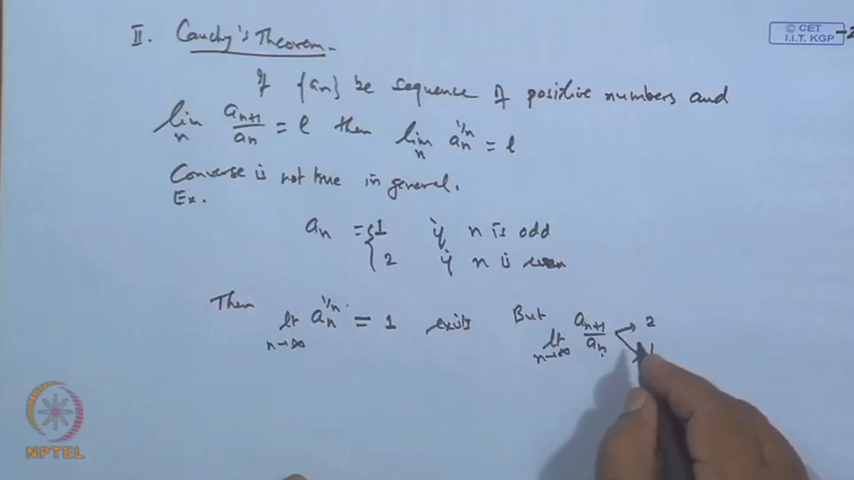 © CET
I.I.T. KGP
II. Cauchy's Theorem
If {an} be sequence of positive numbers and
lim n an+1/an = l then lim n an^1/n = l
Converse is not true in general.
Ex.
an = { 1 if n is odd
2 if n is even
Then lt n→∞ an^1/n = 1 exists But lt n→∞ an+1/an → 2
NPTEL